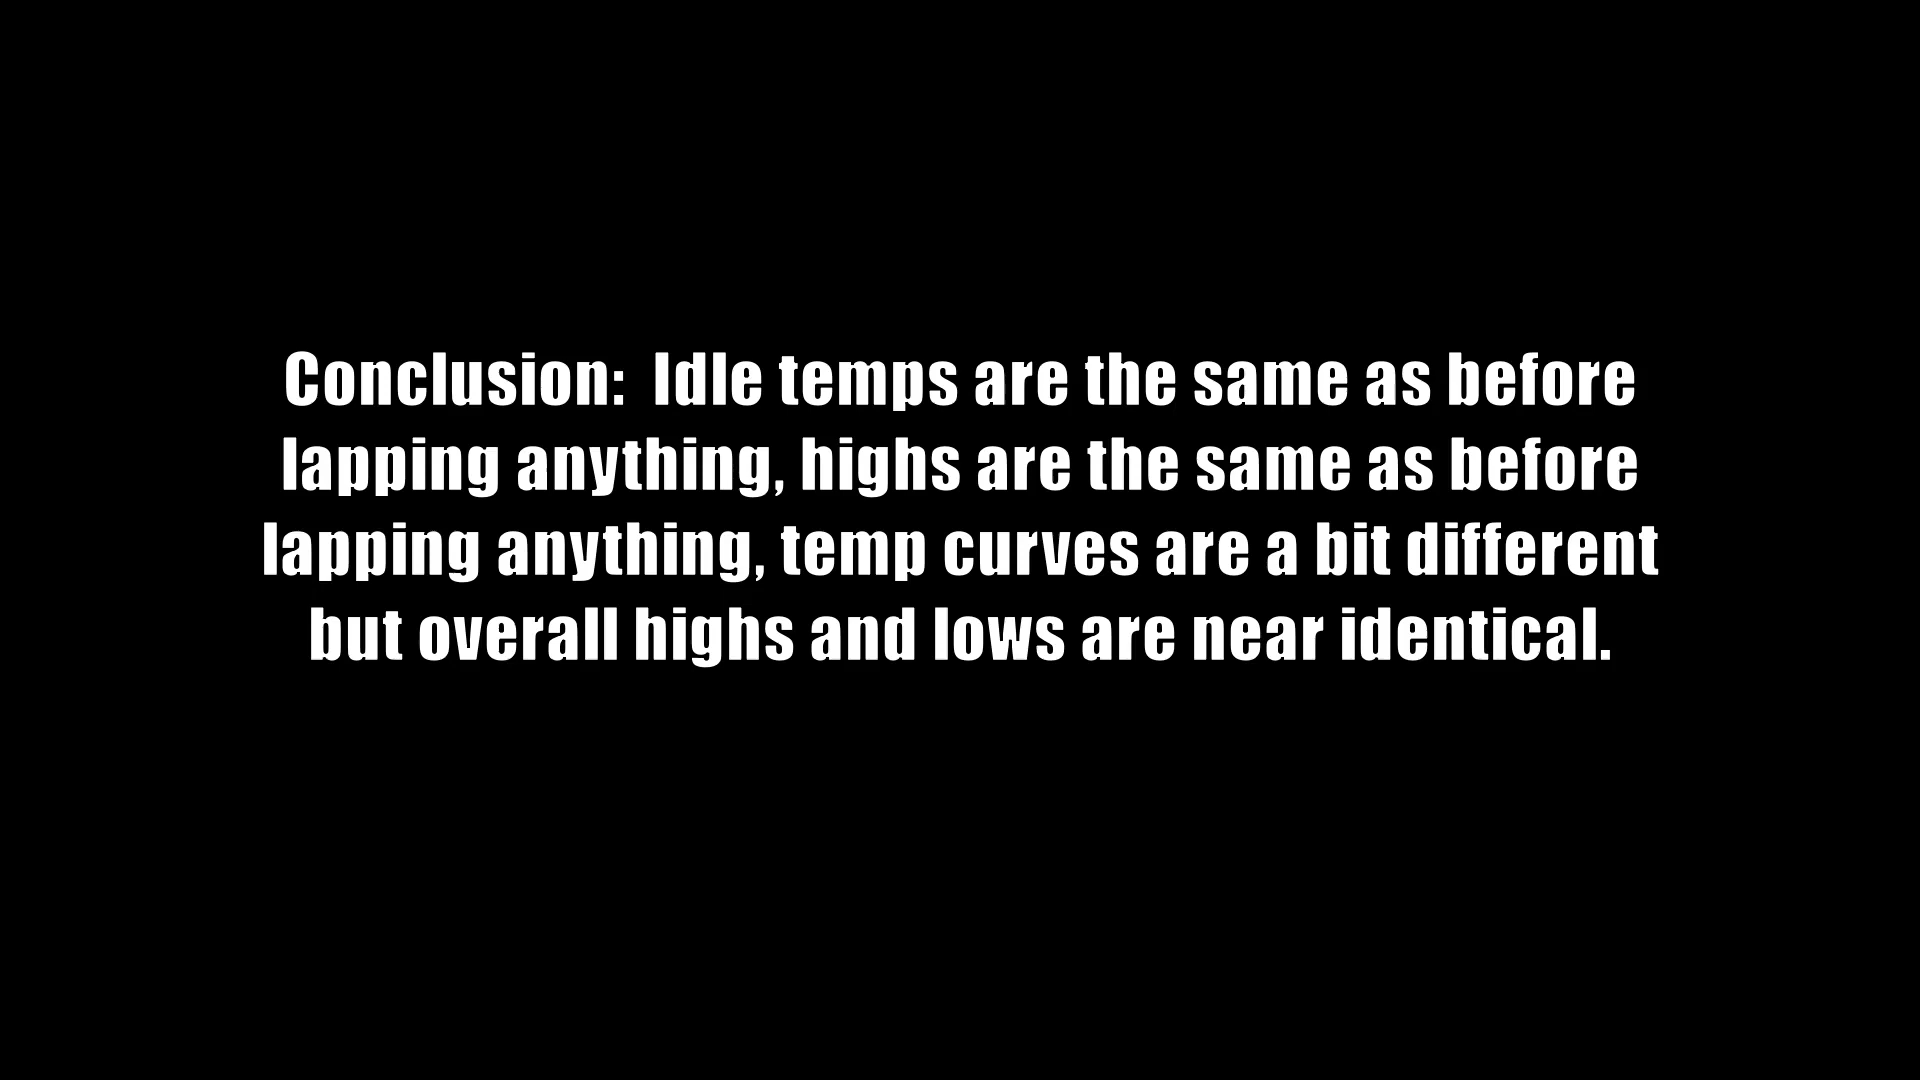 Conclusion:  Idle temps are the same as before
lapping anything, highs are the same as before
lapping anything, temp curves are a bit different
but overall highs and lows are near identical.